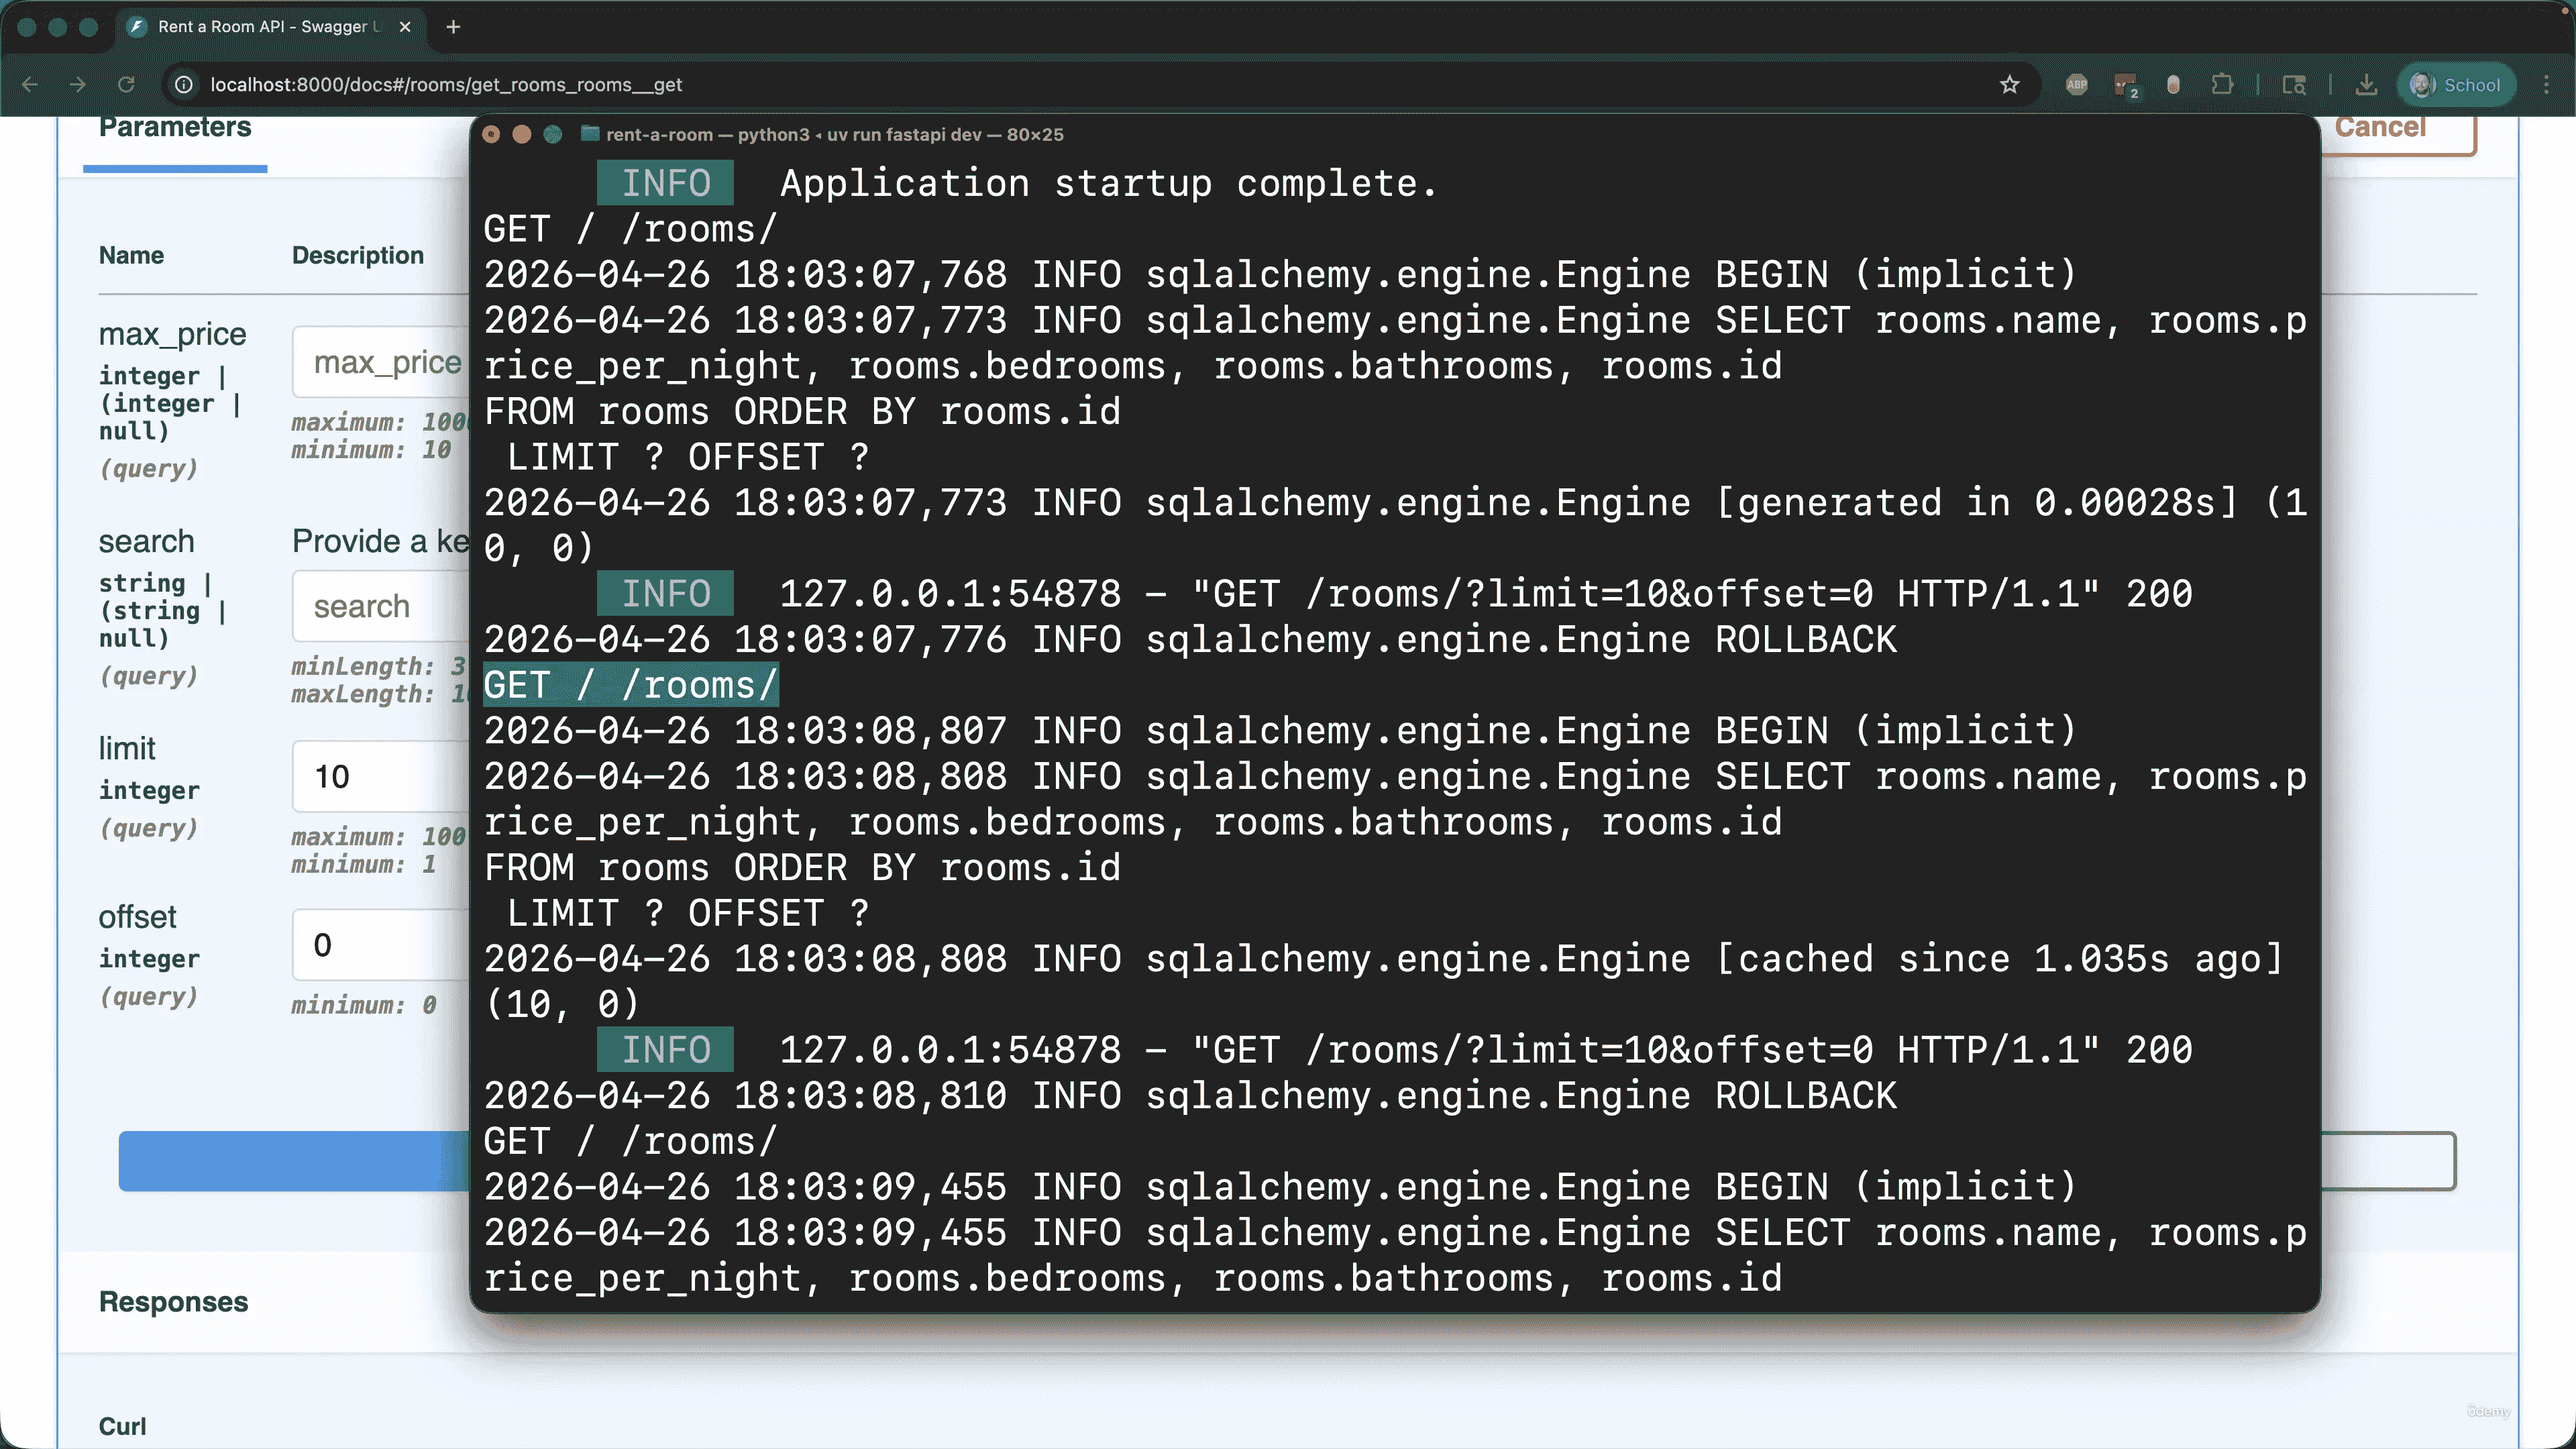 Rent a Room API - Swagger U
localhost:8000/docs#/rooms/get_rooms_rooms__get
ABP
2
School
Parameters
Cancel
rent-a-room — python3 ◂ uv run fastapi dev — 80×25
Name
Description
max_price
integer |
(integer |
null)
(query)
max_price
maximum: 100
minimum: 10
search
string |
(string |
null)
(query)
Provide a ke
search
minLength: 3
maxLength: 1
limit
integer
(query)
10
maximum: 100
minimum: 1
offset
integer
(query)
0
minimum: 0
Responses
Curl
INFO   Application startup complete.
GET / /rooms/
2026-04-26 18:03:07,768 INFO sqlalchemy.engine.Engine BEGIN (implicit)
2026-04-26 18:03:07,773 INFO sqlalchemy.engine.Engine SELECT rooms.name, rooms.p
rice_per_night, rooms.bedrooms, rooms.bathrooms, rooms.id
FROM rooms ORDER BY rooms.id
 LIMIT ? OFFSET ?
2026-04-26 18:03:07,773 INFO sqlalchemy.engine.Engine [generated in 0.00028s] (1
0, 0)
INFO   127.0.0.1:54878 - "GET /rooms/?limit=10&offset=0 HTTP/1.1" 200
2026-04-26 18:03:07,776 INFO sqlalchemy.engine.Engine ROLLBACK
GET / /rooms/
2026-04-26 18:03:08,807 INFO sqlalchemy.engine.Engine BEGIN (implicit)
2026-04-26 18:03:08,808 INFO sqlalchemy.engine.Engine SELECT rooms.name, rooms.p
rice_per_night, rooms.bedrooms, rooms.bathrooms, rooms.id
FROM rooms ORDER BY rooms.id
 LIMIT ? OFFSET ?
2026-04-26 18:03:08,808 INFO sqlalchemy.engine.Engine [cached since 1.035s ago]
(10, 0)
INFO   127.0.0.1:54878 - "GET /rooms/?limit=10&offset=0 HTTP/1.1" 200
2026-04-26 18:03:08,810 INFO sqlalchemy.engine.Engine ROLLBACK
GET / /rooms/
2026-04-26 18:03:09,455 INFO sqlalchemy.engine.Engine BEGIN (implicit)
2026-04-26 18:03:09,455 INFO sqlalchemy.engine.Engine SELECT rooms.name, rooms.p
rice_per_night, rooms.bedrooms, rooms.bathrooms, rooms.id
ûdemy